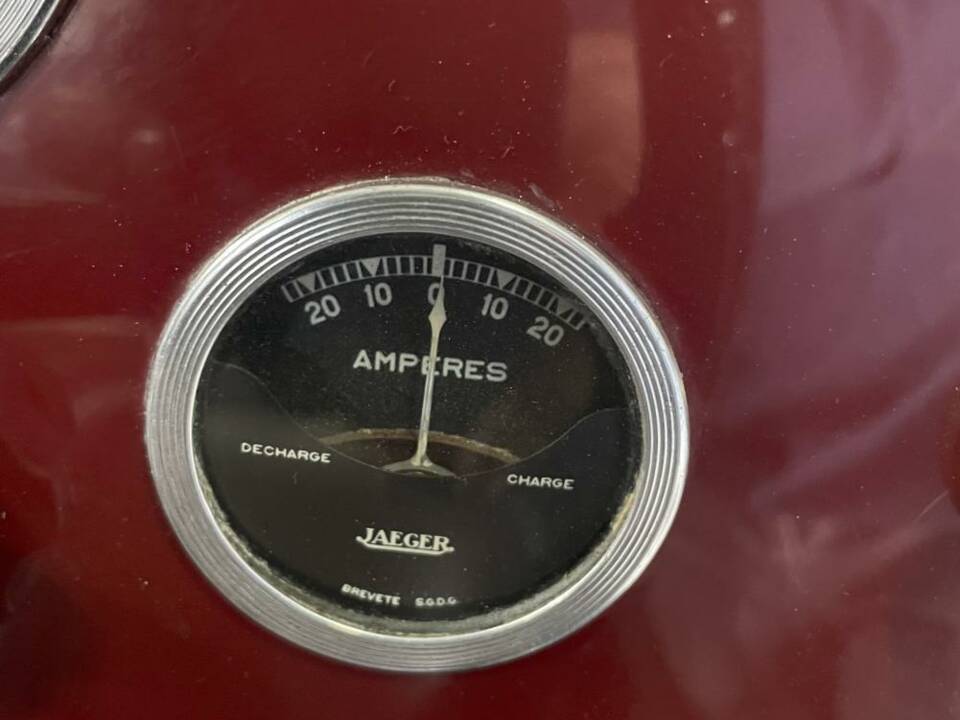 20 10 0 10 20
AMPERES
DECHARGE CHARGE
JAEGER
BREVETE S.G.D.G